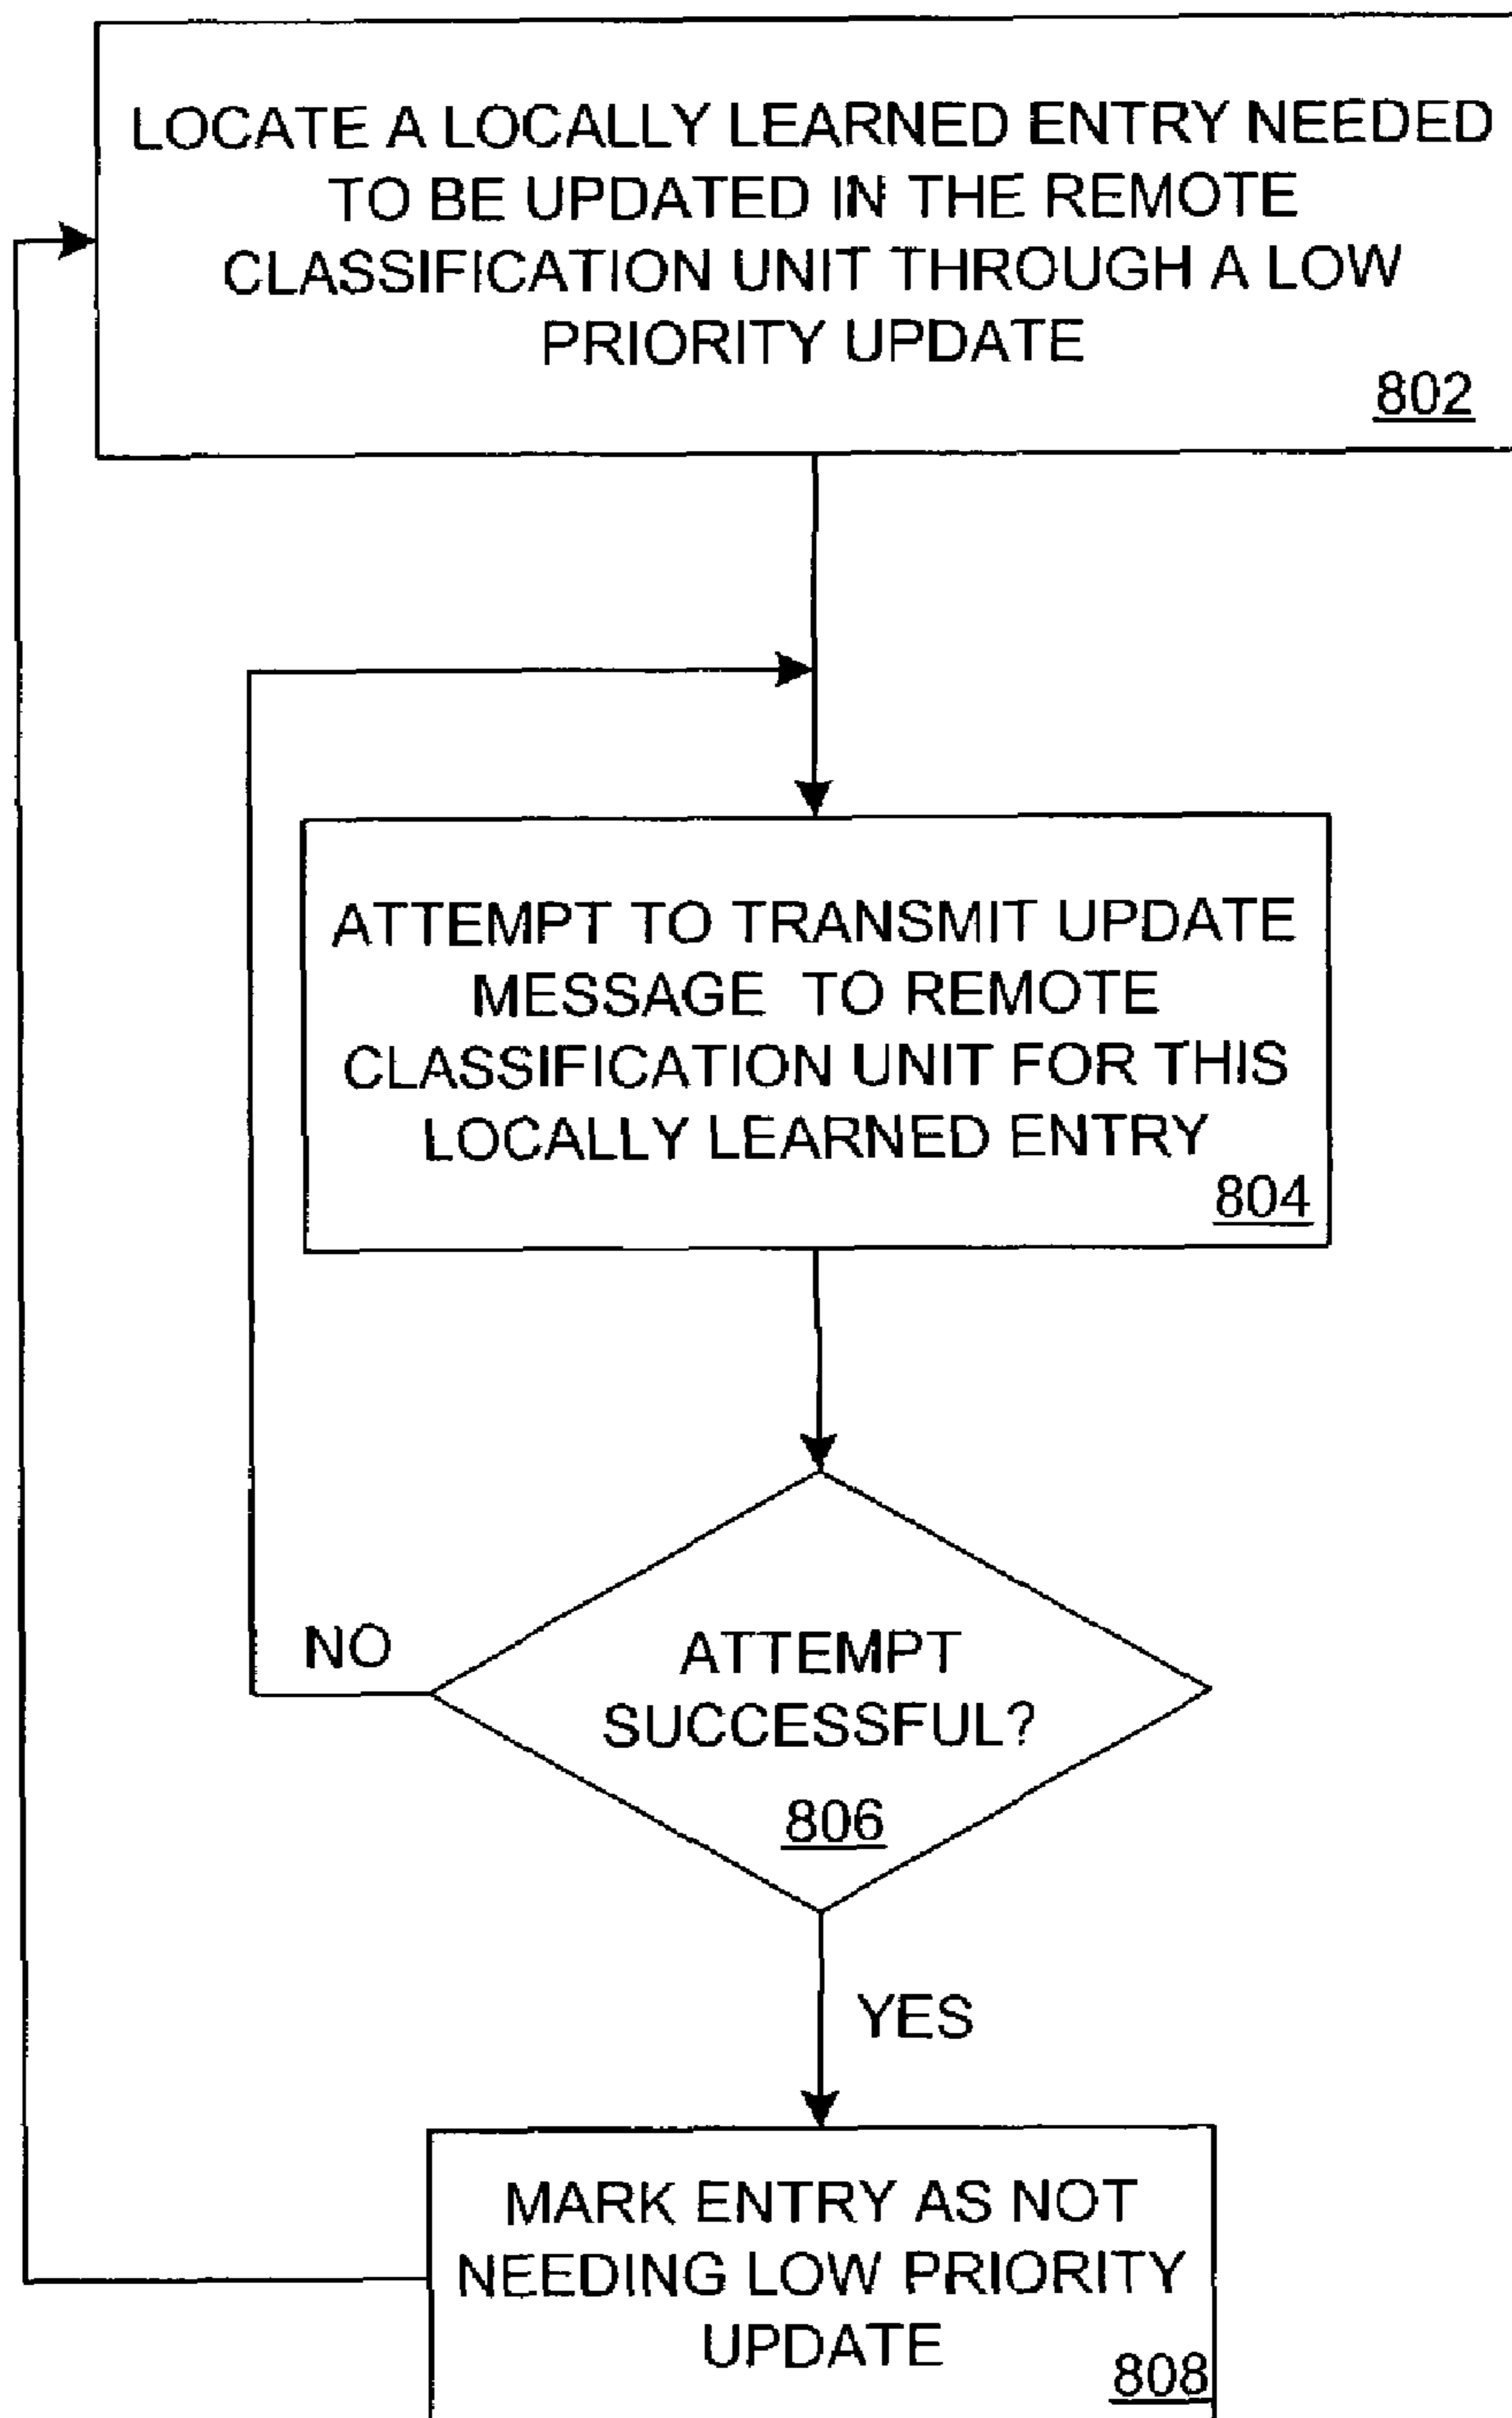 LOCATE A LOCALLY LEARNED ENTRY NEEDED
TO BE UPDATED IN THE REMOTE
CLASSIFICATION UNIT THROUGH A LOW
PRIORITY UPDATE
802
ATTEMPT TO TRANSMIT UPDATE
MESSAGE TO REMOTE
CLASSIFICATION UNIT FOR THIS
LOCALLY LEARNED ENTRY
804
NO
ATTEMPT
SUCCESSFUL?
806
YES
MARK ENTRY AS NOT
NEEDING LOW PRIORITY
UPDATE
808